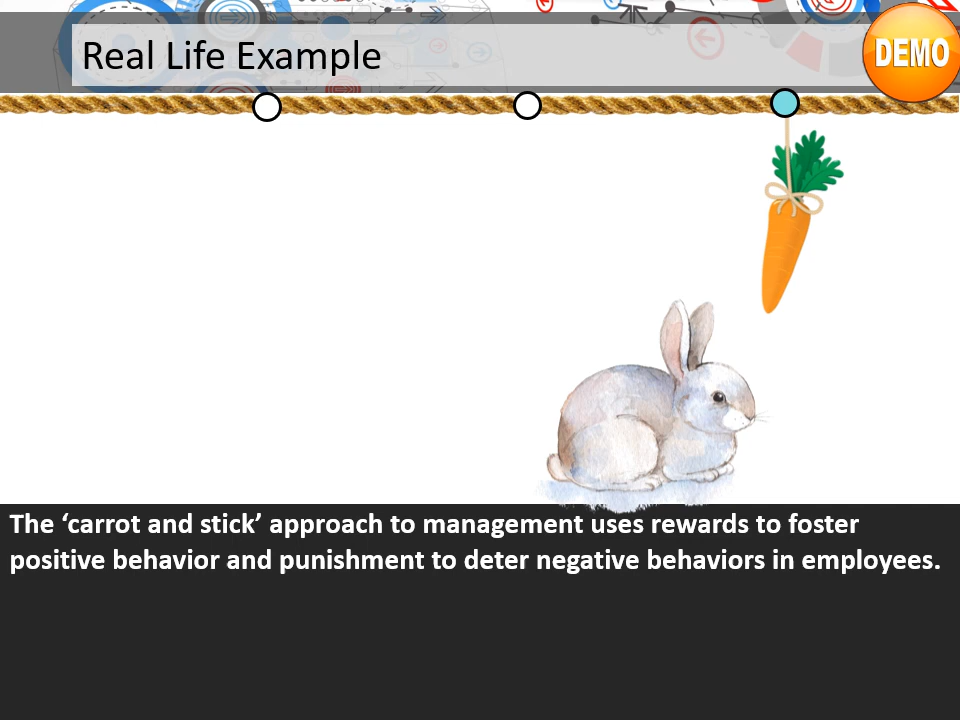 Real Life Example
DEMO
The ‘carrot and stick’ approach to management uses rewards to foster
positive behavior and punishment to deter negative behaviors in employees.